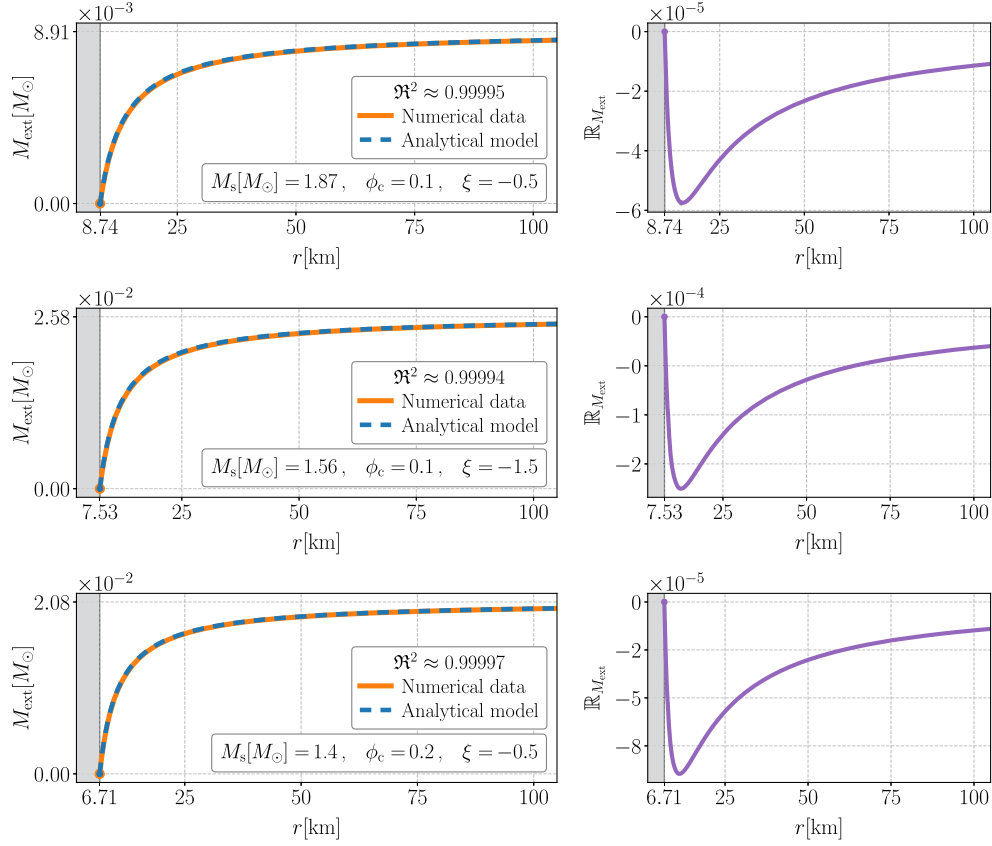 ×10⁻³
8.91
0.00
M_ext[M_⊙]
ℜ² ≈ 0.99995
Numerical data
Analytical model
M_s[M_⊙] = 1.87 , ϕ_c = 0.1 , ξ = −0.5
8.74 25 50 75 100
r[km]
×10⁻⁵
0
−2
−4
−6
ℝ_M_ext
8.74 25 50 75 100
r[km]
×10⁻²
2.58
0.00
M_ext[M_⊙]
ℜ² ≈ 0.99994
Numerical data
Analytical model
M_s[M_⊙] = 1.56 , ϕ_c = 0.1 , ξ = −1.5
7.53 25 50 75 100
r[km]
×10⁻⁴
0
−0
−1
−2
ℝ_M_ext
7.53 25 50 75 100
r[km]
×10⁻²
2.08
0.00
M_ext[M_⊙]
ℜ² ≈ 0.99997
Numerical data
Analytical model
M_s[M_⊙] = 1.4 , ϕ_c = 0.2 , ξ = −0.5
6.71 25 50 75 100
r[km]
×10⁻⁵
0
−2
−5
−8
ℝ_M_ext
6.71 25 50 75 100
r[km]